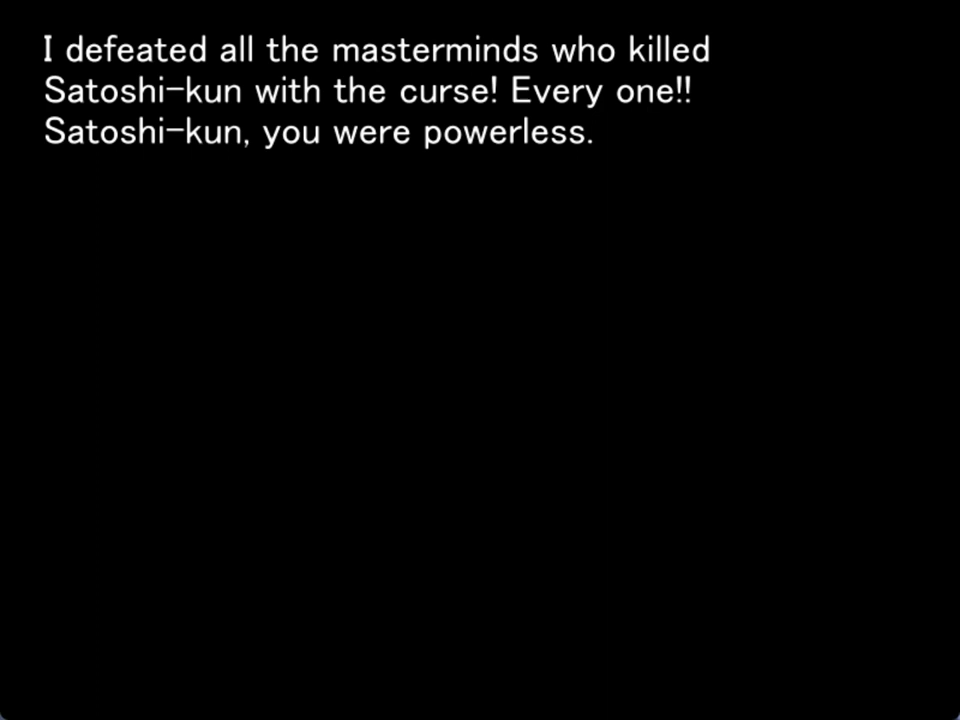 I defeated all the masterminds who killed
Satoshi-kun with the curse! Every one!!
Satoshi-kun, you were powerless.